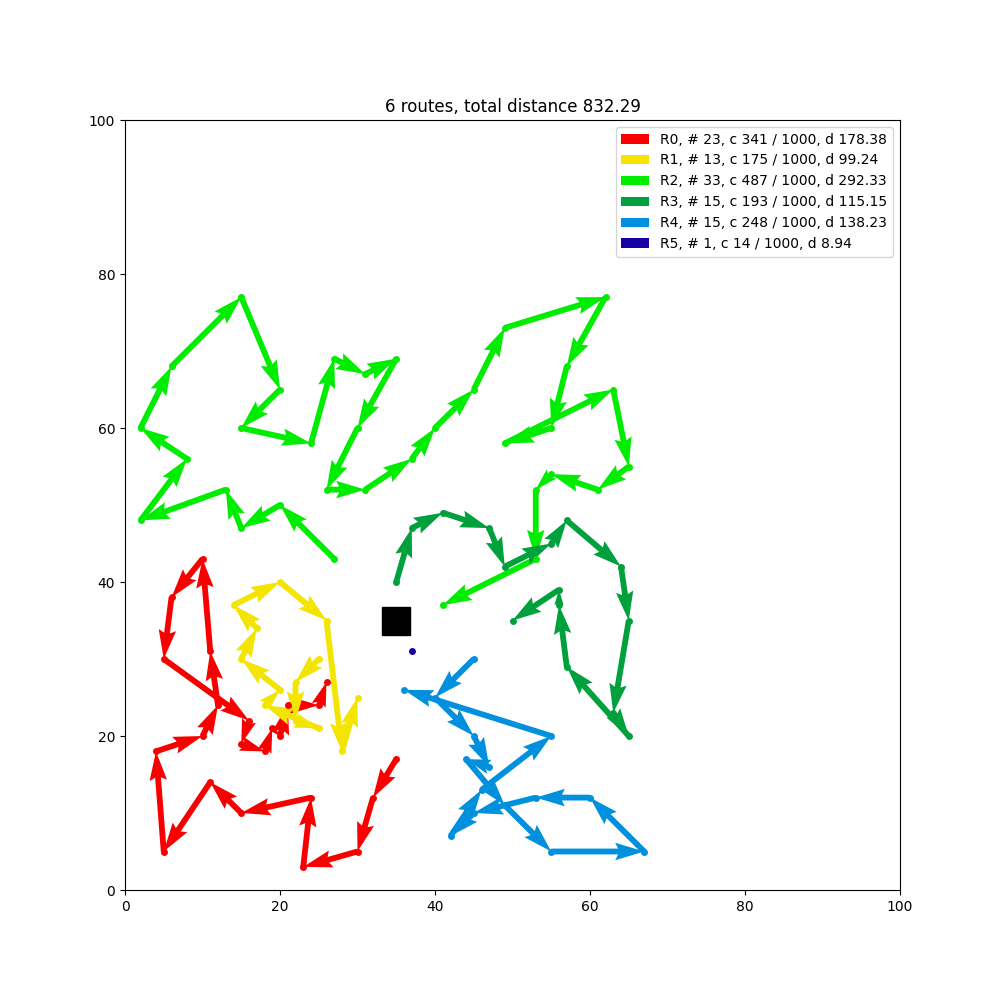 6 routes, total distance 832.29
R0, # 23, c 341 / 1000, d 178.38
R1, # 13, c 175 / 1000, d 99.24
R2, # 33, c 487 / 1000, d 292.33
R3, # 15, c 193 / 1000, d 115.15
R4, # 15, c 248 / 1000, d 138.23
R5, # 1, c 14 / 1000, d 8.94
100
80
60
40
20
0
0 20 40 60 80 100